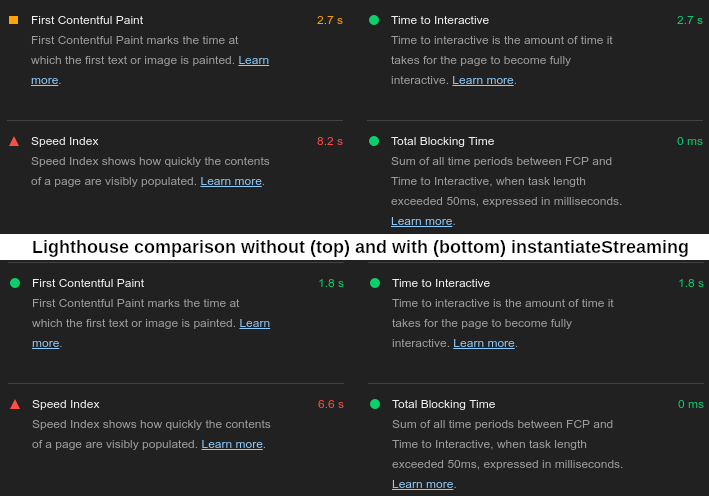 First Contentful Paint 2.7 s
First Contentful Paint marks the time at
which the first text or image is painted. Learn
more.
Time to Interactive 2.7 s
Time to interactive is the amount of time it
takes for the page to become fully
interactive. Learn more.
Speed Index 8.2 s
Speed Index shows how quickly the contents
of a page are visibly populated. Learn more.
Total Blocking Time 0 ms
Sum of all time periods between FCP and
Time to Interactive, when task length
exceeded 50ms, expressed in milliseconds.
Learn more.
Lighthouse comparison without (top) and with (bottom) instantiateStreaming
First Contentful Paint 1.8 s
First Contentful Paint marks the time at
which the first text or image is painted. Learn
more.
Time to Interactive 1.8 s
Time to interactive is the amount of time it
takes for the page to become fully
interactive. Learn more.
Speed Index 6.6 s
Speed Index shows how quickly the contents
of a page are visibly populated. Learn more.
Total Blocking Time 0 ms
Sum of all time periods between FCP and
Time to Interactive, when task length
exceeded 50ms, expressed in milliseconds.
Learn more.